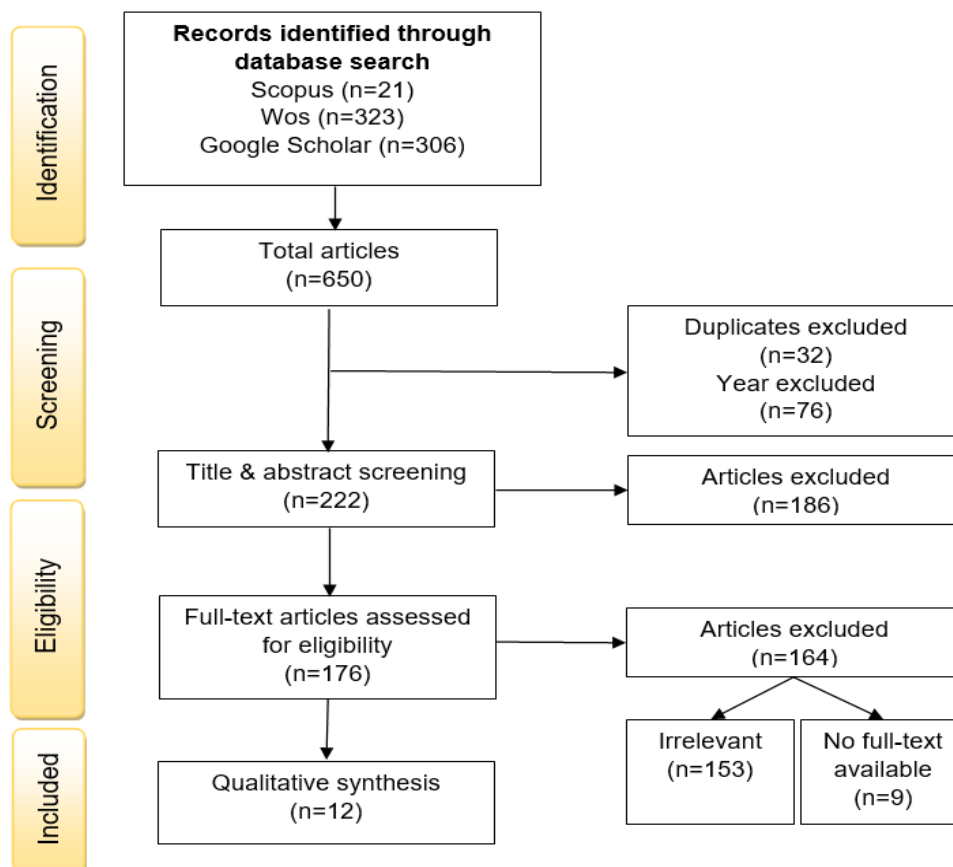 Identification
Records identified through
database search
Scopus (n=21)
Wos (n=323)
Google Scholar (n=306)
Total articles
(n=650)
Screening
Duplicates excluded
(n=32)
Year excluded
(n=76)
Title & abstract screening
(n=222)
Articles excluded
(n=186)
Eligibility
Full-text articles assessed
for eligibility
(n=176)
Articles excluded
(n=164)
Irrelevant
(n=153)
No full-text
available
(n=9)
Included
Qualitative synthesis
(n=12)